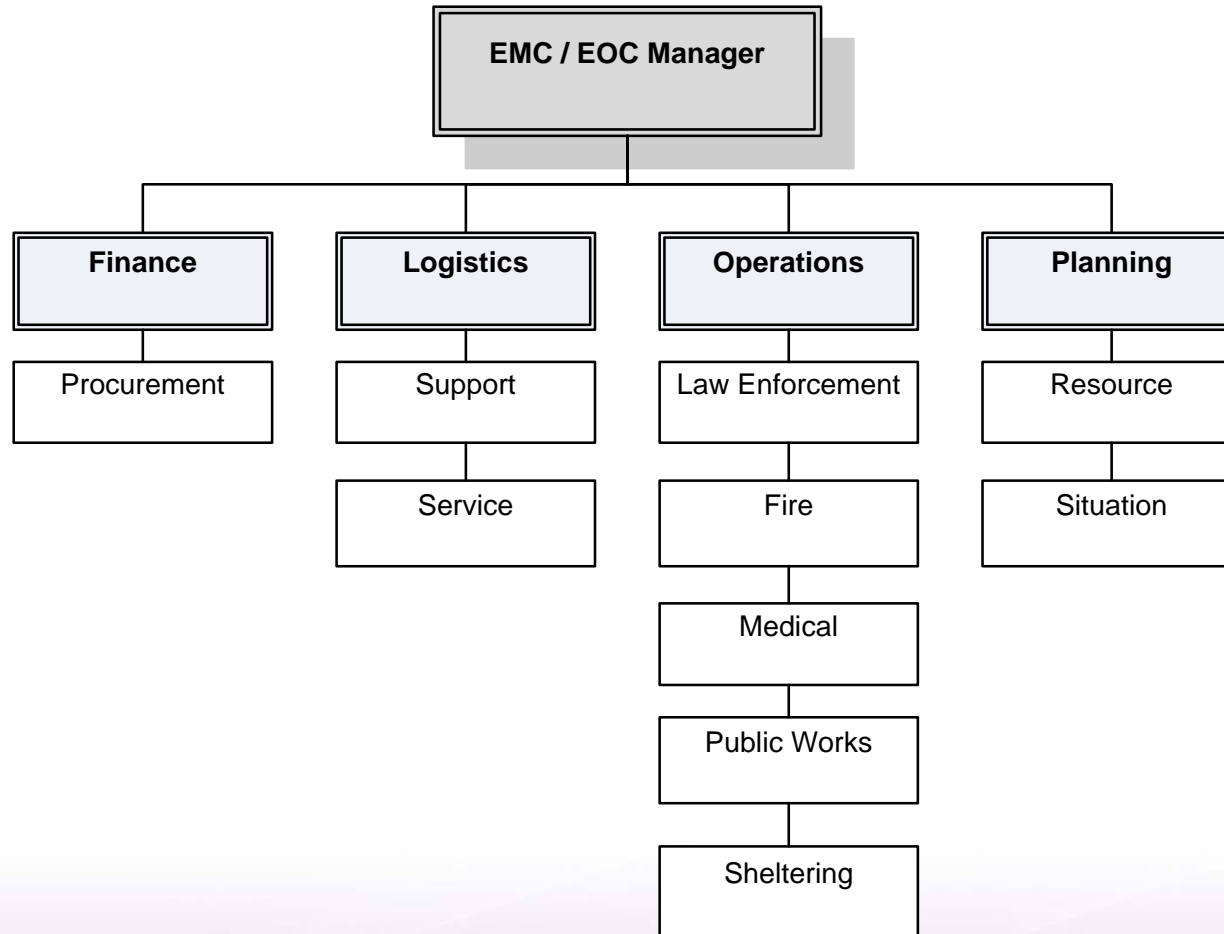 EMC / EOC Manager
Finance
Logistics
Operations
Planning
Procurement
Support
Law Enforcement
Resource
Service
Fire
Situation
Medical
Public Works
Sheltering